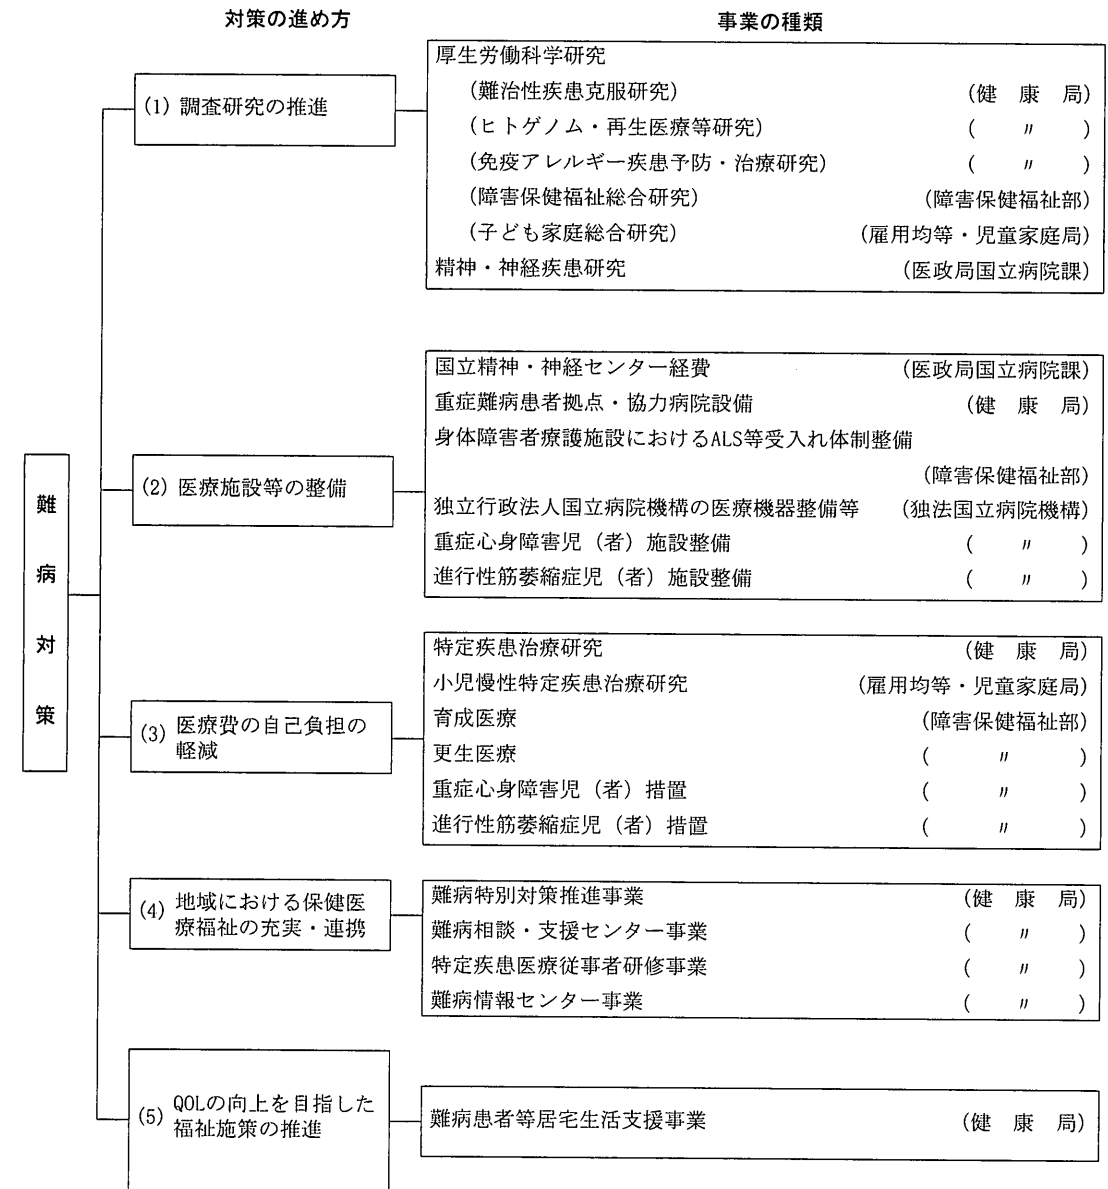 対策の進め方
事業の種類
難病対策
(1) 調査研究の推進
厚生労働科学研究
(難治性疾患克服研究) (健康局)
(ヒトゲノム・再生医療等研究) ( 〃 )
(免疫アレルギー疾患予防・治療研究) ( 〃 )
(障害保健福祉総合研究) (障害保健福祉部)
(子ども家庭総合研究) (雇用均等・児童家庭局)
精神・神経疾患研究 (医政局国立病院課)
(2) 医療施設等の整備
国立精神・神経センター経費 (医政局国立病院課)
重症難病患者拠点・協力病院設備 (健康局)
身体障害者療護施設におけるALS等受入れ体制整備
(障害保健福祉部)
独立行政法人国立病院機構の医療機器整備等 (独法国立病院機構)
重症心身障害児（者）施設整備 ( 〃 )
進行性筋萎縮症児（者）施設整備 ( 〃 )
(3) 医療費の自己負担の
軽減
特定疾患治療研究 (健康局)
小児慢性特定疾患治療研究 (雇用均等・児童家庭局)
育成医療 (障害保健福祉部)
更生医療 ( 〃 )
重症心身障害児（者）措置 ( 〃 )
進行性筋萎縮症児（者）措置 ( 〃 )
(4) 地域における保健医
療福祉の充実・連携
難病特別対策推進事業 (健康局)
難病相談・支援センター事業 ( 〃 )
特定疾患医療従事者研修事業 ( 〃 )
難病情報センター事業 ( 〃 )
(5) QOLの向上を目指した
福祉施策の推進
難病患者等居宅生活支援事業 (健康局)